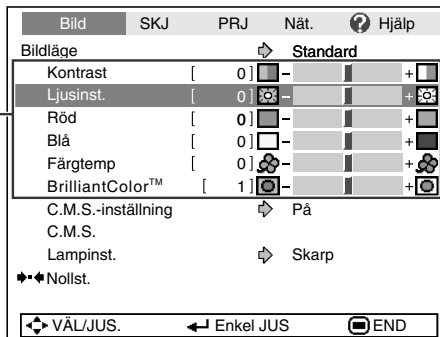 Bild SKJ PRJ Nät. ? Hjälp
Bildläge Standard
Kontrast [ 0 ] − +
Ljusinst. [ 0 ] − +
Röd [ 0 ] − +
Blå [ 0 ] − +
Färgtemp [ 0 ] − +
BrilliantColor™ [ 1 ] − +
C.M.S.-inställning På
C.M.S.
Lampinst. Skarp
Nollst.
VÄL/JUS. Enkel JUS END